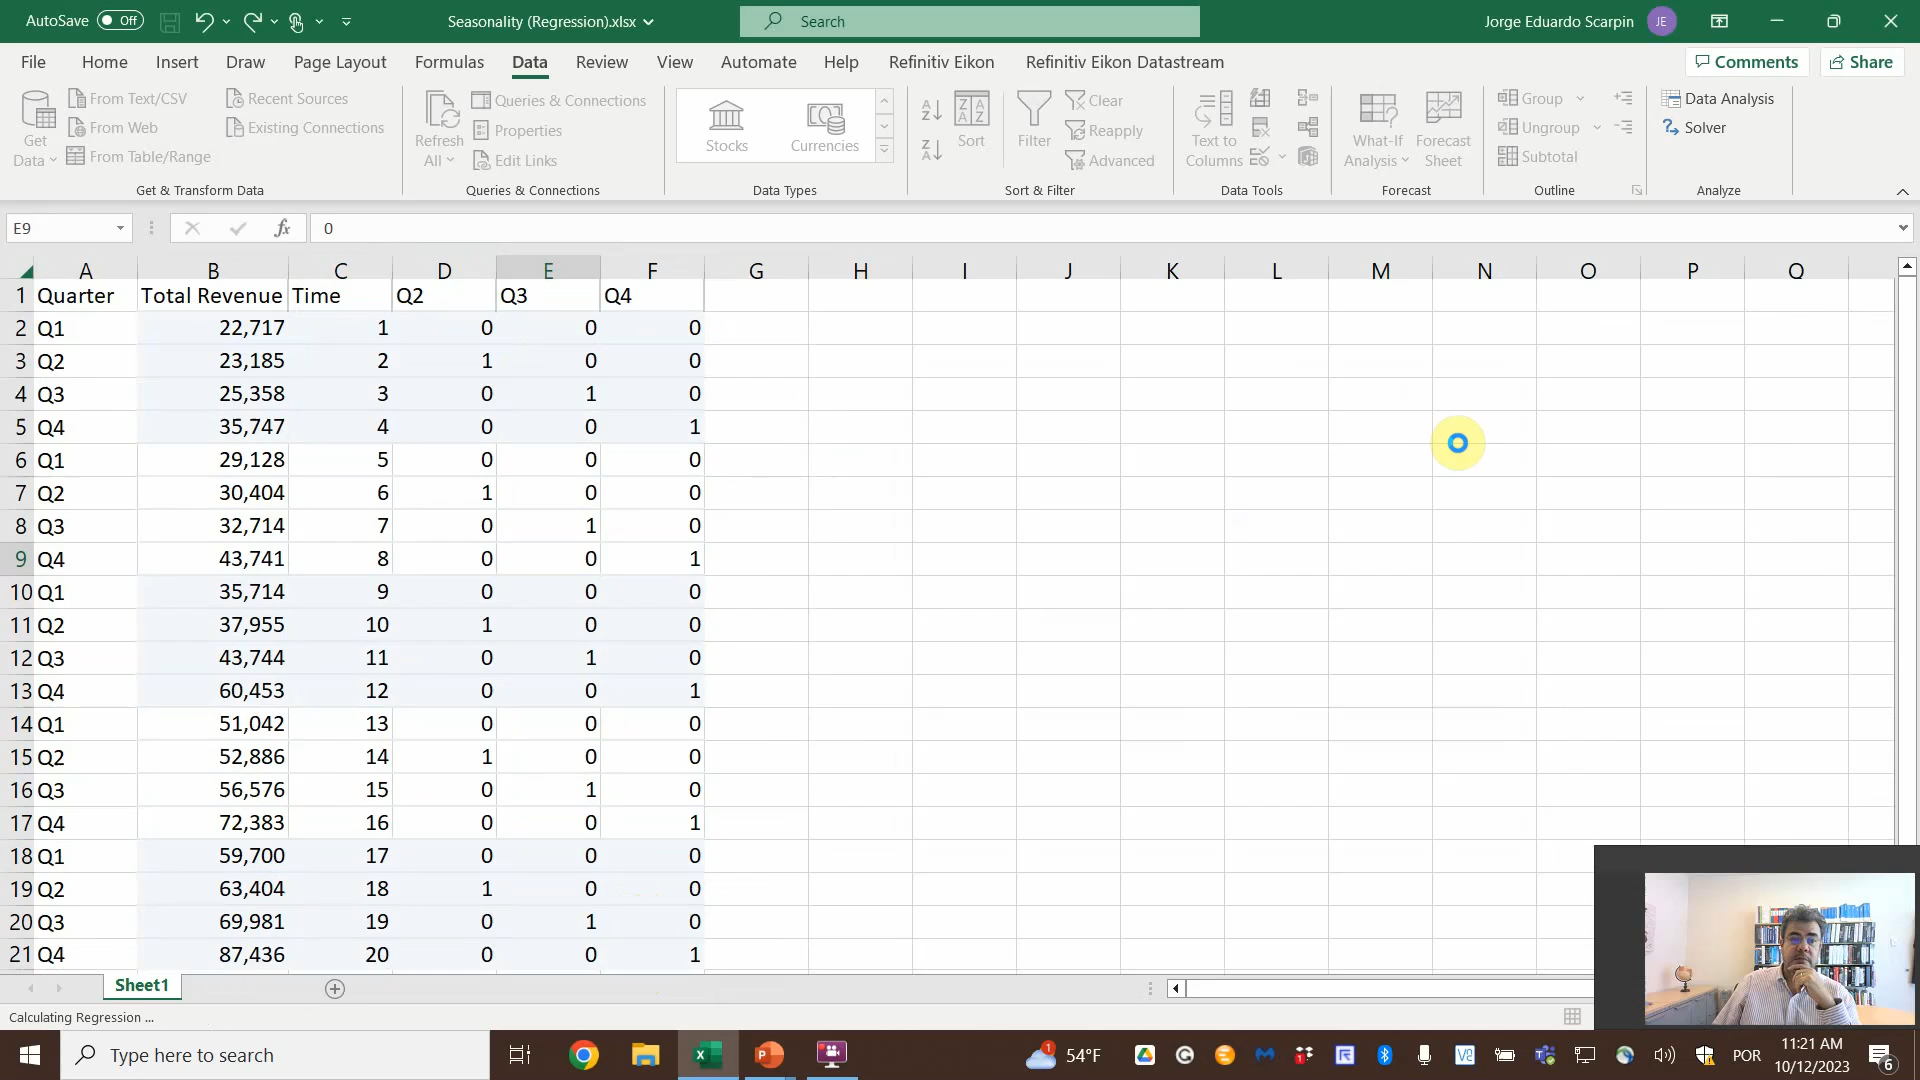 AutoSave Off Seasonality (Regression).xlsx Search Jorge Eduardo Scarpin JE
File Home Insert Draw Page Layout Formulas Data Review View Automate Help Refinitiv Eikon Refinitiv Eikon Datastream Comments Share
Get Data
From Text/CSV
From Web
From Table/Range
Recent Sources
Existing Connections
Get & Transform Data
Refresh All
Queries & Connections
Properties
Edit Links
Queries & Connections
Stocks Currencies
Data Types
Sort
Filter
Clear
Reapply
Advanced
Sort & Filter
Text to Columns
Data Tools
What-If Analysis
Forecast Sheet
Forecast
Group
Ungroup
Subtotal
Outline
Data Analysis
Solver
Analyze
E9 fx 0
A B C D E F G H I J K L M N O P Q
1 Quarter Total Revenue Time Q2 Q3 Q4
2 Q1 22,717 1 0 0 0
3 Q2 23,185 2 1 0 0
4 Q3 25,358 3 0 1 0
5 Q4 35,747 4 0 0 1
6 Q1 29,128 5 0 0 0
7 Q2 30,404 6 1 0 0
8 Q3 32,714 7 0 1 0
9 Q4 43,741 8 0 0 1
10 Q1 35,714 9 0 0 0
11 Q2 37,955 10 1 0 0
12 Q3 43,744 11 0 1 0
13 Q4 60,453 12 0 0 1
14 Q1 51,042 13 0 0 0
15 Q2 52,886 14 1 0 0
16 Q3 56,576 15 0 1 0
17 Q4 72,383 16 0 0 1
18 Q1 59,700 17 0 0 0
19 Q2 63,404 18 1 0 0
20 Q3 69,981 19 0 1 0
21 Q4 87,436 20 0 0 1
Sheet1
Calculating Regression ...
Type here to search 54°F POR 11:21 AM
10/12/2023 6